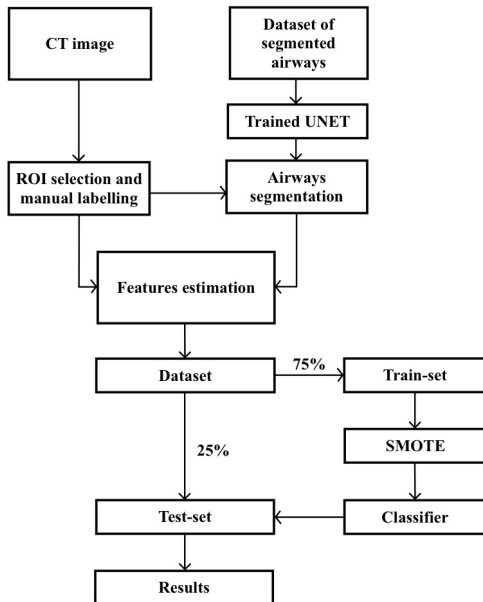 CT image
Dataset of
segmented
airways
Trained UNET
ROI selection and
manual labelling
Airways
segmentation
Features estimation
Dataset
75%
Train-set
25%
SMOTE
Test-set
Classifier
Results